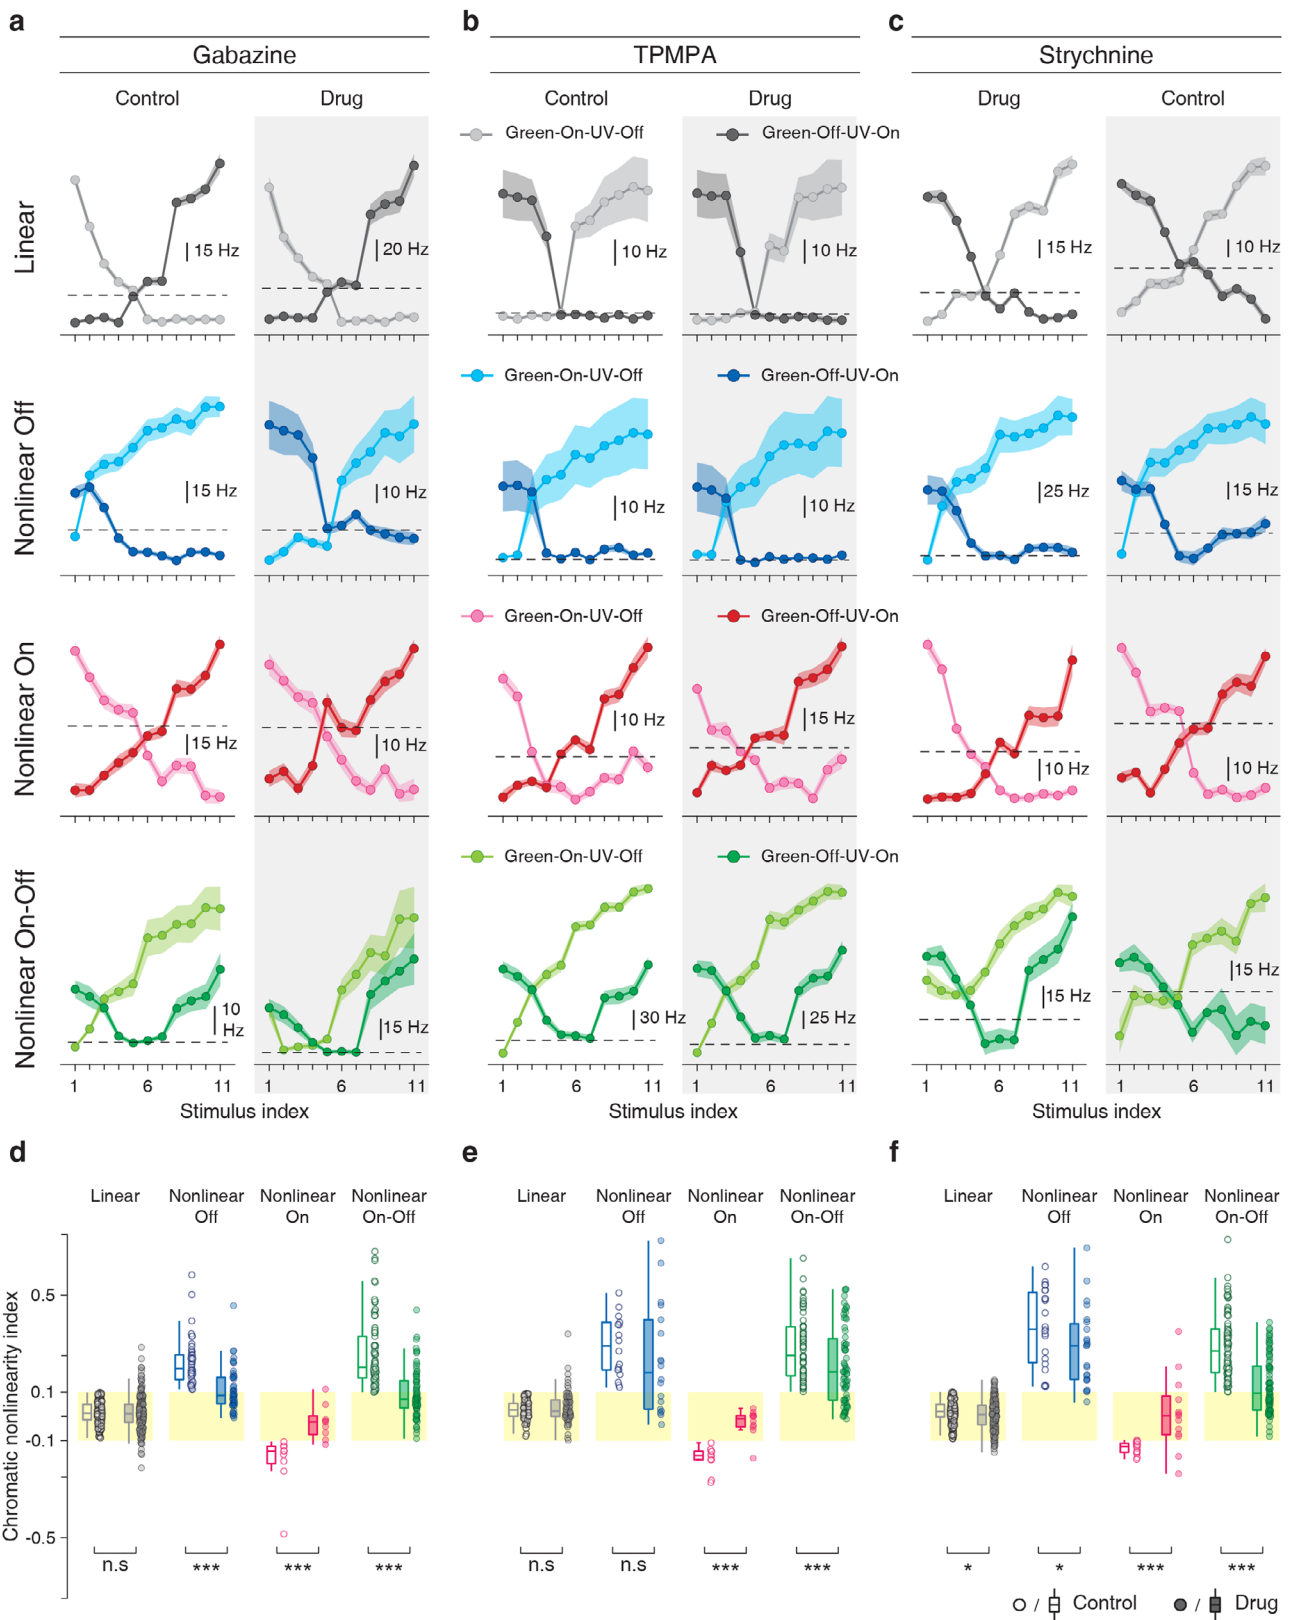 a
b
c
Gabazine
TPMPA
Strychnine
Control
Drug
Control
Drug
Drug
Control
Green-On-UV-Off
Green-Off-UV-On
Linear
15 Hz
20 Hz
10 Hz
10 Hz
15 Hz
10 Hz
Green-On-UV-Off
Green-Off-UV-On
Nonlinear Off
15 Hz
10 Hz
10 Hz
10 Hz
25 Hz
15 Hz
Green-On-UV-Off
Green-Off-UV-On
Nonlinear On
15 Hz
10 Hz
10 Hz
15 Hz
10 Hz
10 Hz
Green-On-UV-Off
Green-Off-UV-On
Nonlinear On-Off
10
Hz
15 Hz
30 Hz
25 Hz
15 Hz
15 Hz
1 6 11
1 6 11
1 6 11
1 6 11
1 6 11
1 6 11
Stimulus index
Stimulus index
Stimulus index
d
e
f
Linear
Nonlinear
Off
Nonlinear
On
Nonlinear
On-Off
Linear
Nonlinear
Off
Nonlinear
On
Nonlinear
On-Off
Linear
Nonlinear
Off
Nonlinear
On
Nonlinear
On-Off
Chromatic nonlinearity index
0.5
0.1
-0.1
-0.5
n.s *** *** ***
n.s n.s *** ***
* * *** ***
/ Control
/ Drug